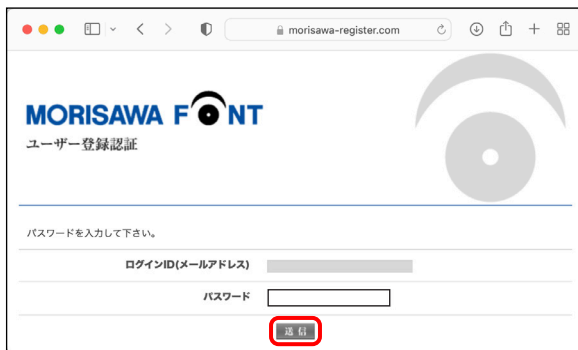 morisawa-register.com
MORISAWA FONT
ユーザー登録認証
パスワードを入力して下さい。
ログインID(メールアドレス)
パスワード
送信